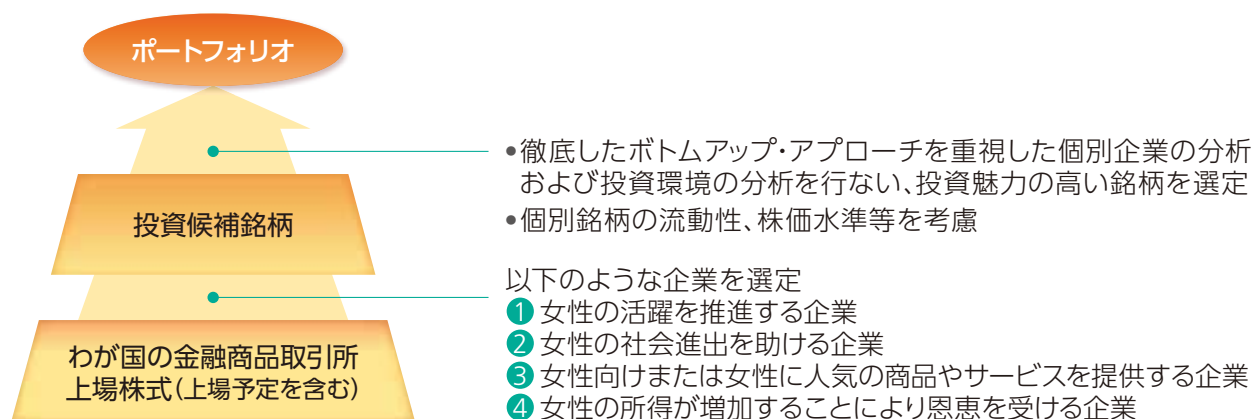 ポートフォリオ
•徹底したボトムアップ・アプローチを重視した個別企業の分析
および投資環境の分析を行ない、投資魅力の高い銘柄を選定
•個別銘柄の流動性、株価水準等を考慮
投資候補銘柄
以下のような企業を選定
❶女性の活躍を推進する企業
❷女性の社会進出を助ける企業
❸女性向けまたは女性に人気の商品やサービスを提供する企業
❹女性の所得が増加することにより恩恵を受ける企業
わが国の金融商品取引所
上場株式(上場予定を含む)